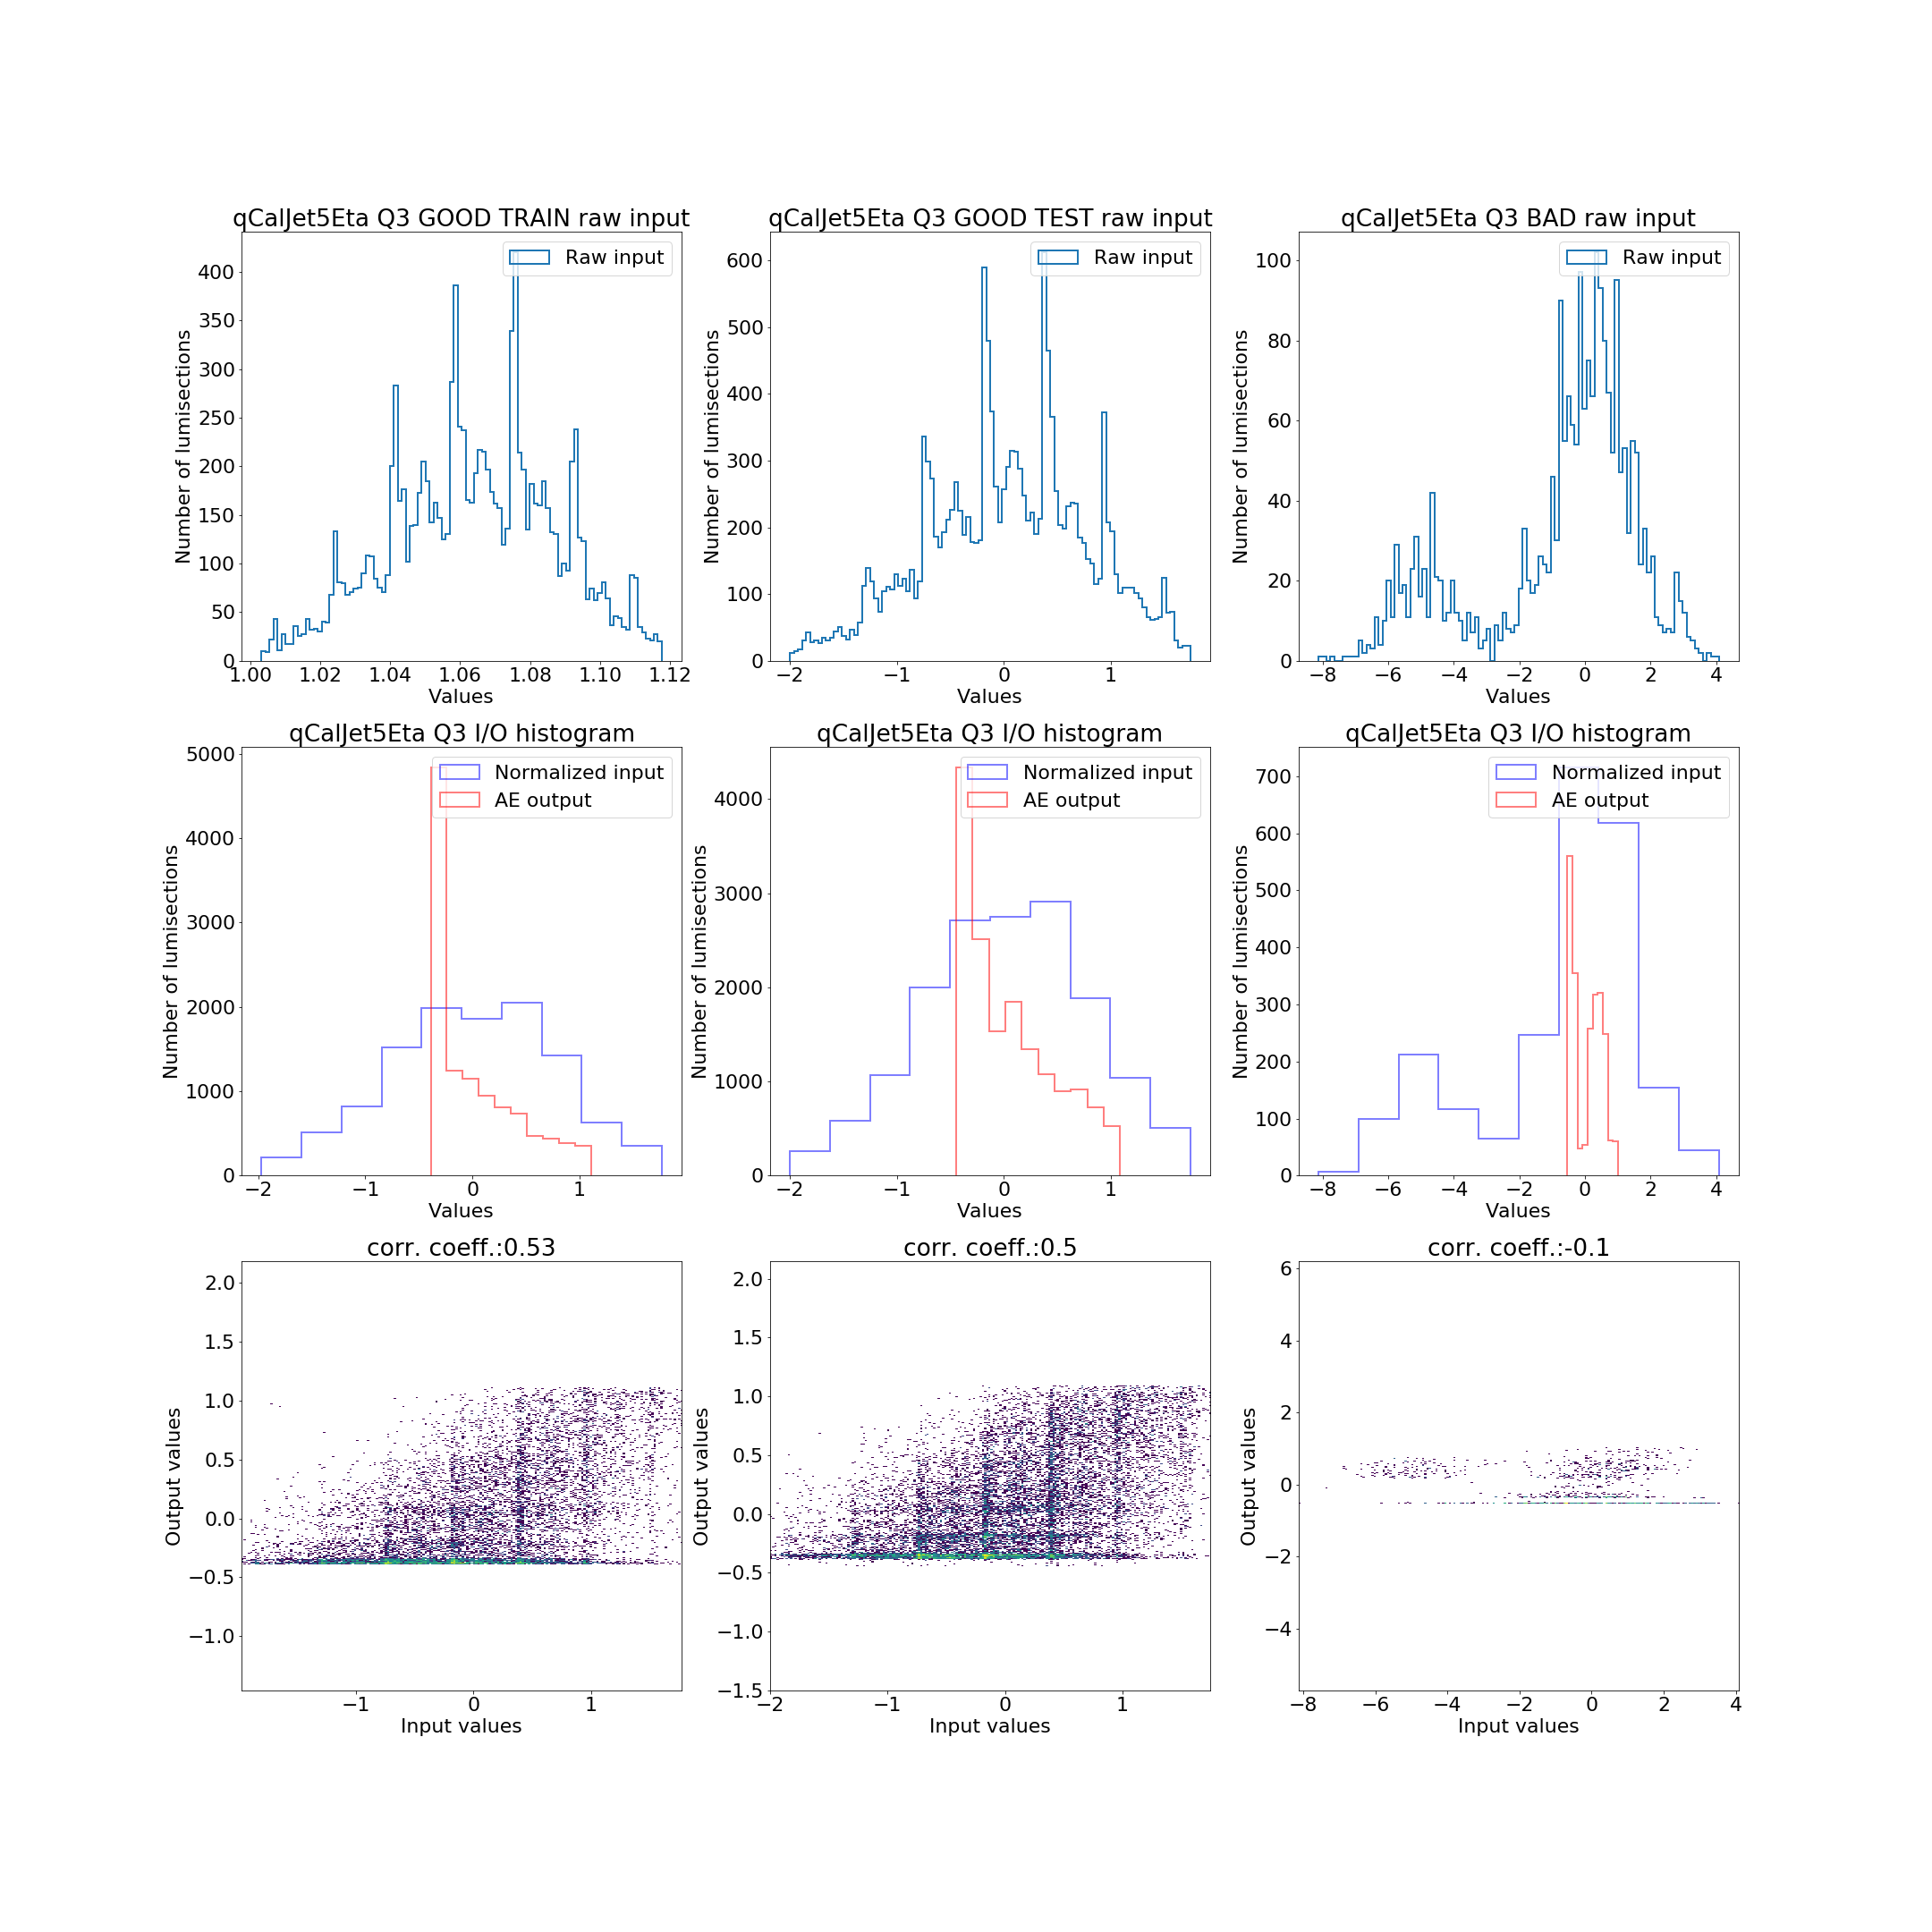 qCalJet5Eta Q3 GOOD TRAIN raw input
Raw input
Number of lumisections
400
350
300
250
200
150
100
50
0
1.00 1.02 1.04 1.06 1.08 1.10 1.12
Values
qCalJet5Eta Q3 GOOD TEST raw input
Raw input
Number of lumisections
600
500
400
300
200
100
0
−2 −1 0 1
Values
qCalJet5Eta Q3 BAD raw input
Raw input
Number of lumisections
100
80
60
40
20
0
−8 −6 −4 −2 0 2 4
Values
qCalJet5Eta Q3 I/O histogram
Normalized input
AE output
Number of lumisections
5000
4000
3000
2000
1000
0
−2 −1 0 1
Values
qCalJet5Eta Q3 I/O histogram
Normalized input
AE output
Number of lumisections
4000
3000
2000
1000
0
−2 −1 0 1
Values
qCalJet5Eta Q3 I/O histogram
Normalized input
AE output
Number of lumisections
700
600
500
400
300
200
100
0
−8 −6 −4 −2 0 2 4
Values
corr. coeff.:0.53
Output values
2.0
1.5
1.0
0.5
0.0
−0.5
−1.0
−1 0 1
Input values
corr. coeff.:0.5
Output values
2.0
1.5
1.0
0.5
0.0
−0.5
−1.0
−1.5
−2 −1 0 1
Input values
corr. coeff.:-0.1
Output values
6
4
2
0
−2
−4
−8 −6 −4 −2 0 2 4
Input values